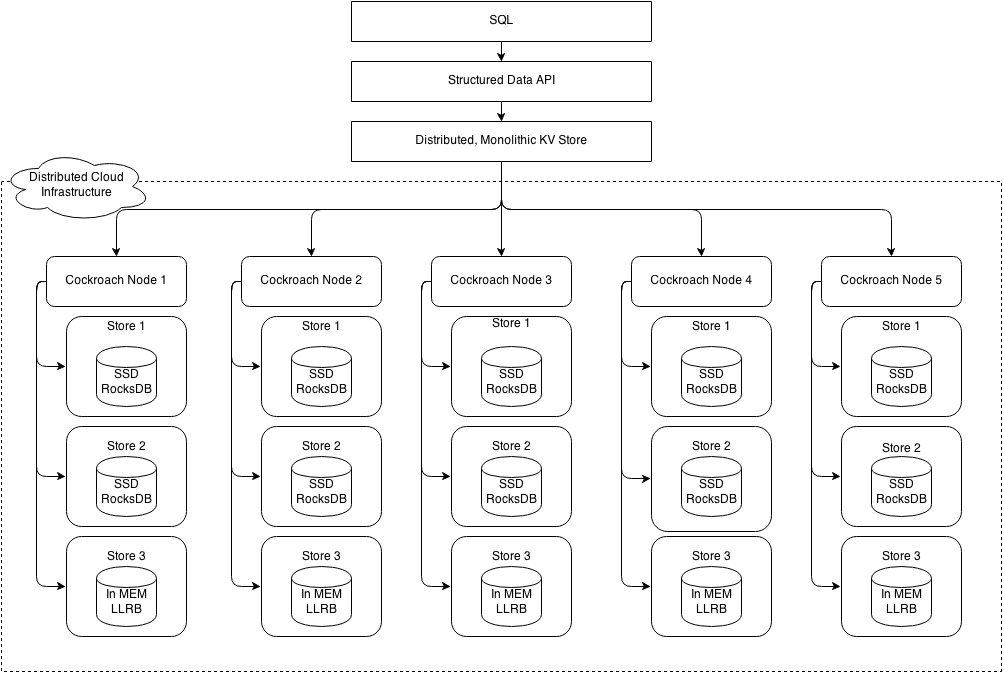 SQL
Structured Data API
Distributed, Monolithic KV Store
Distributed Cloud
Infrastructure
Cockroach Node 1
Cockroach Node 2
Cockroach Node 3
Cockroach Node 4
Cockroach Node 5
Store 1
SSD
RocksDB
Store 1
SSD
RocksDB
Store 1
SSD
RocksDB
Store 1
SSD
RocksDB
Store 1
SSD
RocksDB
Store 2
SSD
RocksDB
Store 2
SSD
RocksDB
Store 2
SSD
RocksDB
Store 2
SSD
RocksDB
Store 2
SSD
RocksDB
Store 3
In MEM
LLRB
Store 3
In MEM
LLRB
Store 3
In MEM
LLRB
Store 3
In MEM
LLRB
Store 3
In MEM
LLRB